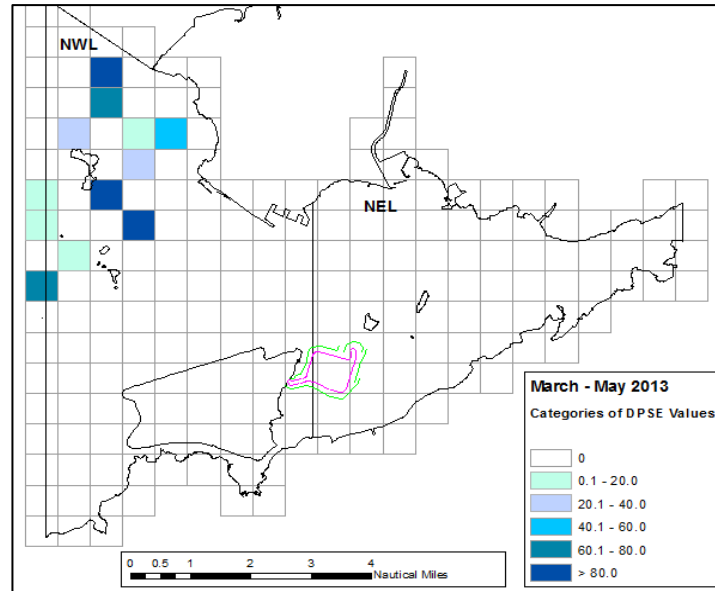 NWL
NEL
March - May 2013
Categories of DPSE Values
0
0.1 - 20.0
20.1 - 40.0
40.1 - 60.0
60.1 - 80.0
> 80.0
0 0.5 1 2 3 4
Nautical Miles